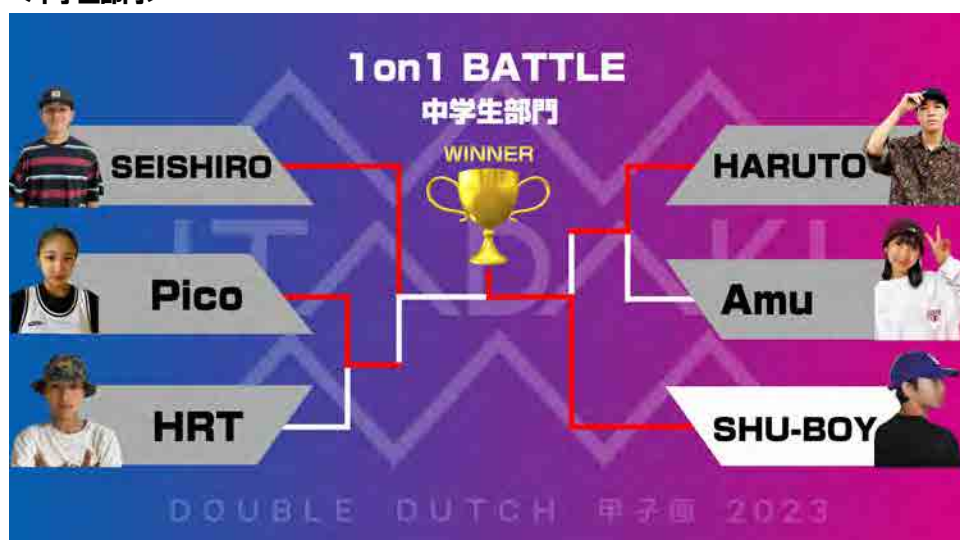 1on1 BATTLE
中学生部門
WINNER
SEISHIRO
Pico
HRT
HARUTO
Amu
SHU-BOY
ITADAKI
DOUBLE DUTCH 甲子園 2023